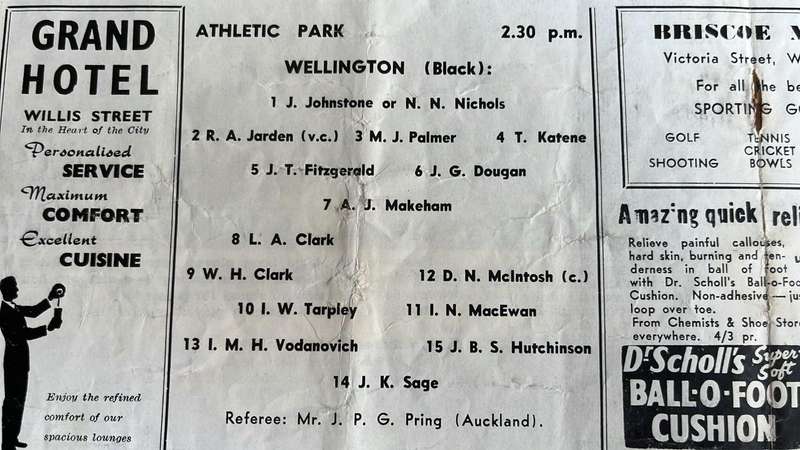 GRAND
HOTEL
WILLIS STREET
In the Heart of the City
Personalised
SERVICE
Maximum
COMFORT
Excellent
CUISINE
Enjoy the refined
comfort of our
spacious lounges
ATHLETIC PARK 2.30 p.m.
WELLINGTON (Black):
1 J. Johnstone or N. N. Nichols
2 R. A. Jarden (v.c.) 3 M. J. Palmer 4 T. Katene
5 J. T. Fitzgerald 6 J. G. Dougan
7 A. J. Makeham
8 L. A. Clark
9 W. H. Clark 12 D. N. McIntosh (c.)
10 I. W. Tarpley 11 I. N. MacEwan
13 I. M. H. Vodanovich 15 J. B. S. Hutchinson
14 J. K. Sage
Referee: Mr. J. P. G. Pring (Auckland).
BRISCOE
Victoria Street,
For all the
SPORTING
GOLF TENNIS
CRICKET
SHOOTING BOWLS
Amazing quick
Relieve painful callouses,
hard skin, burning and ten-
derness in ball of foot
with Dr. Scholl's Ball-o-Foot
Cushion. Non-adhesive —
loop over toe.
From Chemists & Shoe Stores
everywhere. 4/3 pr.
Dr Scholl's Super Soft
BALL-O-FOOT
CUSHION